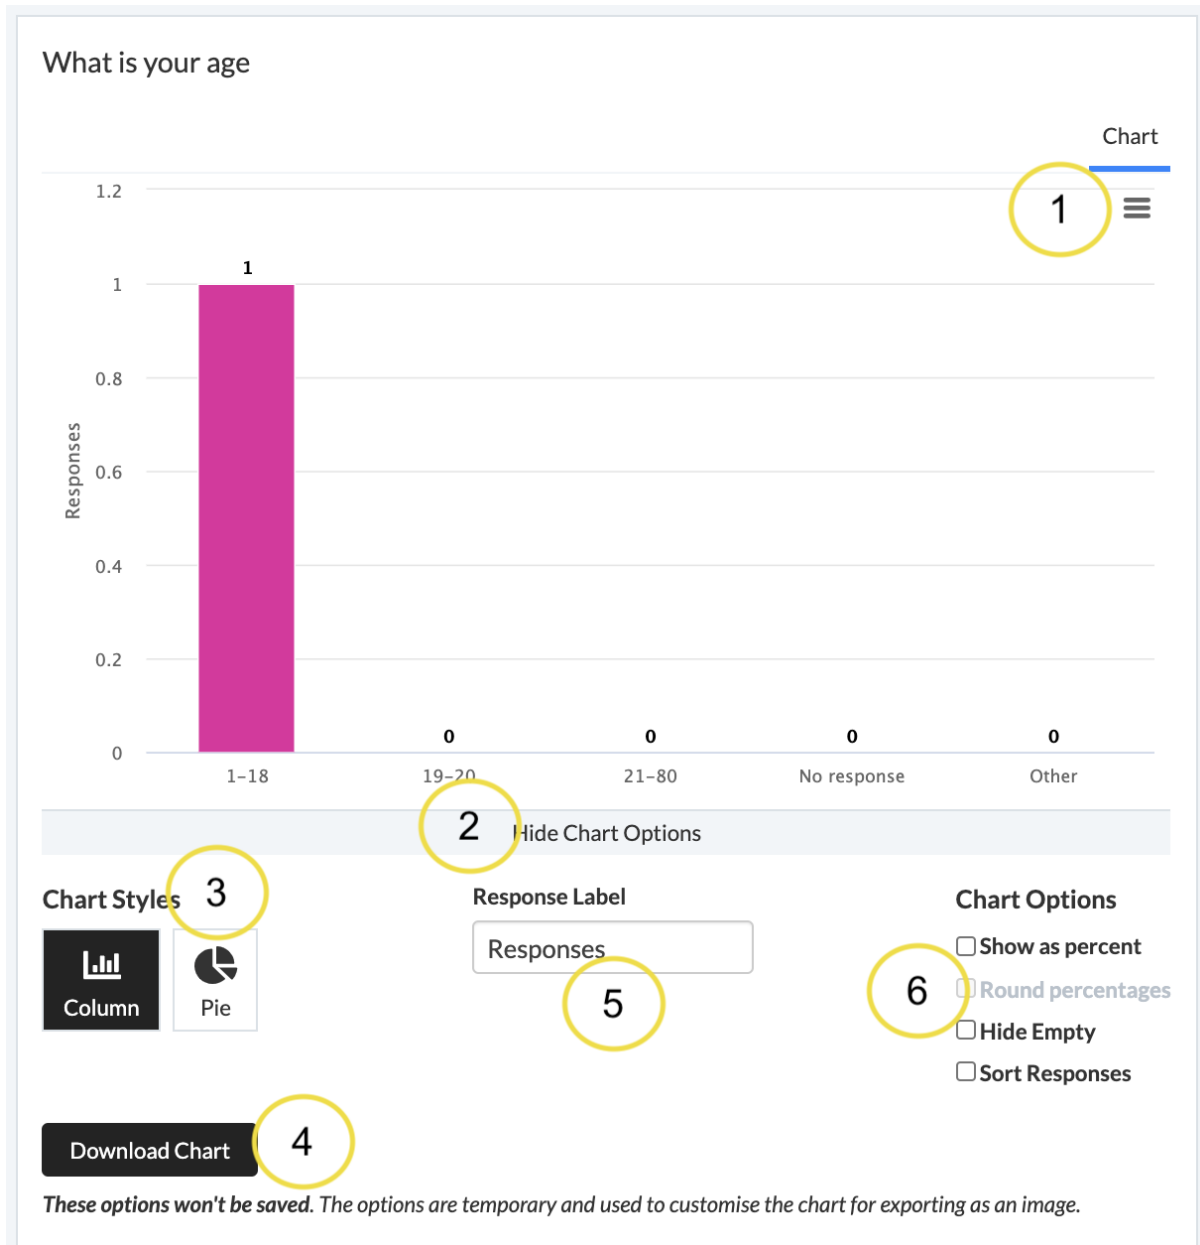 What is your age
Chart
1
1.2
1
1
0.8
0.6
0.4
0.2
0
Responses
0
0
0
0
1-18
19-20
21-80
No response
Other
2
Hide Chart Options
Chart Styles
3
Column
Pie
Response Label
Responses
5
Chart Options
6
Show as percent
Round percentages
Hide Empty
Sort Responses
Download Chart
4
These options won't be saved. The options are temporary and used to customise the chart for exporting as an image.